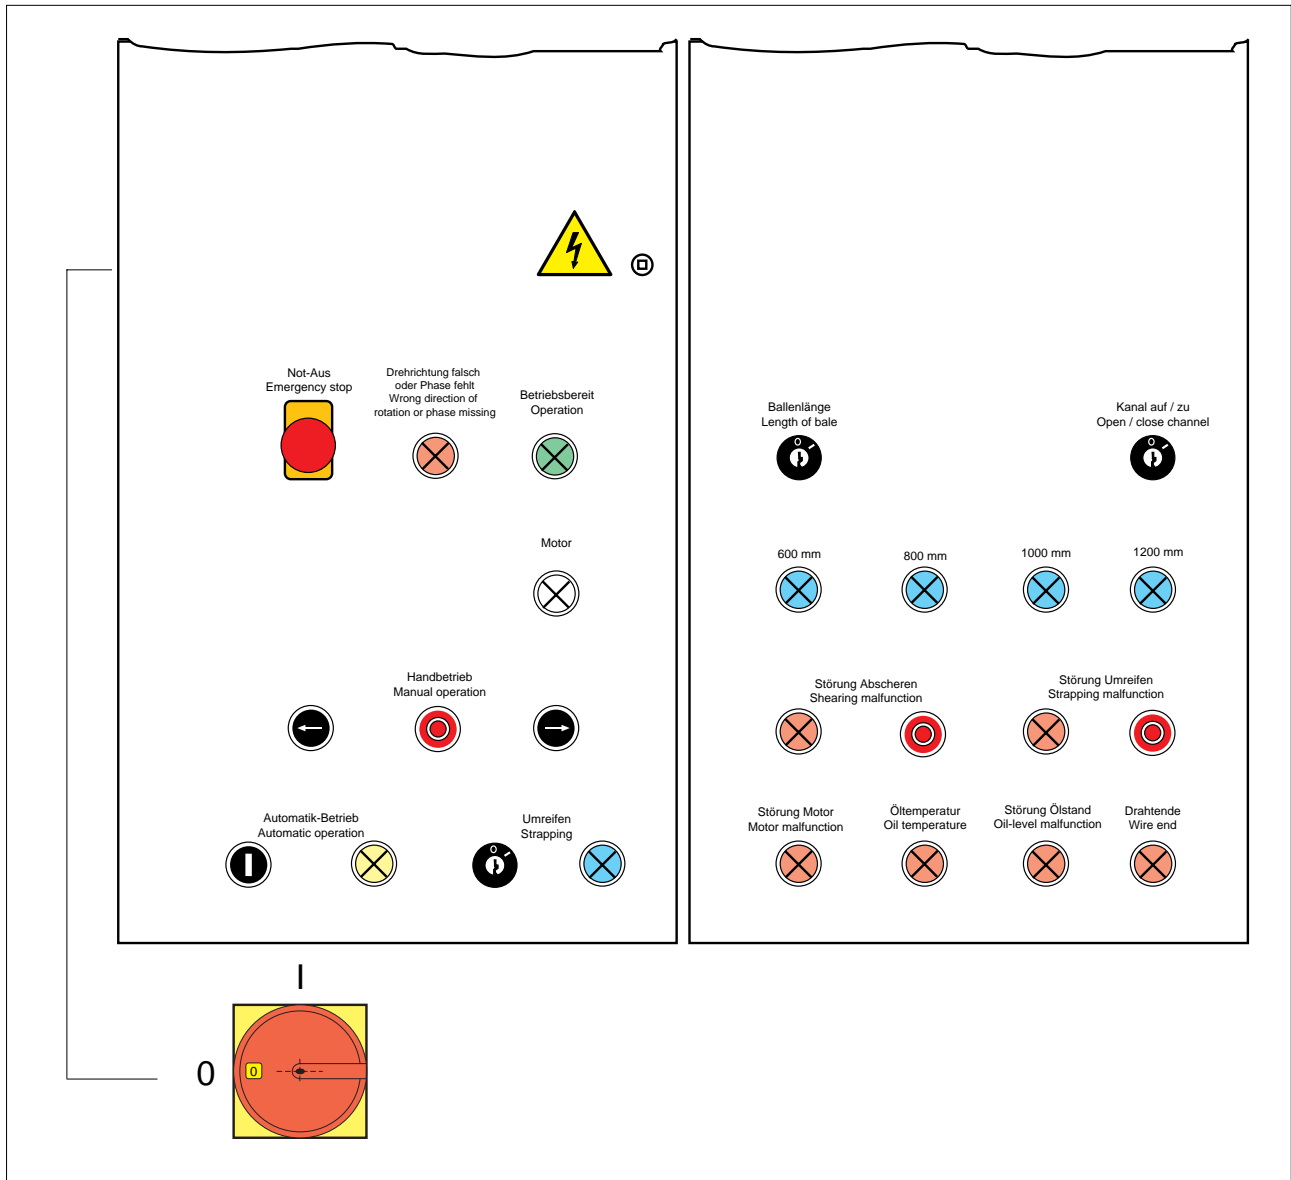 Not-Aus
Emergency stop
Drehrichtung falsch
oder Phase fehlt
Wrong direction of
rotation or phase missing
Betriebsbereit
Operation
Motor
Handbetrieb
Manual operation
Automatik-Betrieb
Automatic operation
Umreifen
Strapping
O
Ballenlänge
Length of bale
O
Kanal auf / zu
Open / close channel
O
600 mm
800 mm
1000 mm
1200 mm
Störung Abscheren
Shearing malfunction
Störung Umreifen
Strapping malfunction
Störung Motor
Motor malfunction
Öltemperatur
Oil temperature
Störung Ölstand
Oil-level malfunction
Drahtende
Wire end
I
0
0